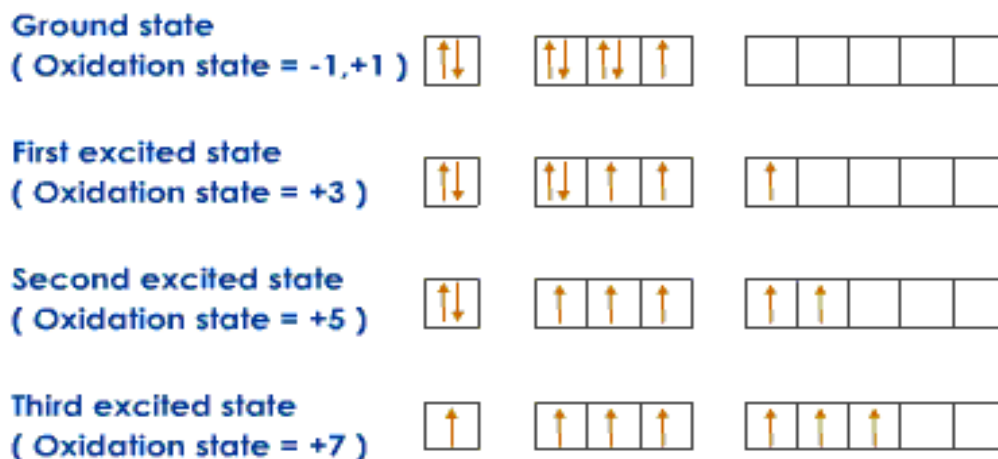 Ground state
( Oxidation state = -1,+1 )
First excited state
( Oxidation state = +3 )
Second excited state
( Oxidation state = +5 )
Third excited state
( Oxidation state = +7 )